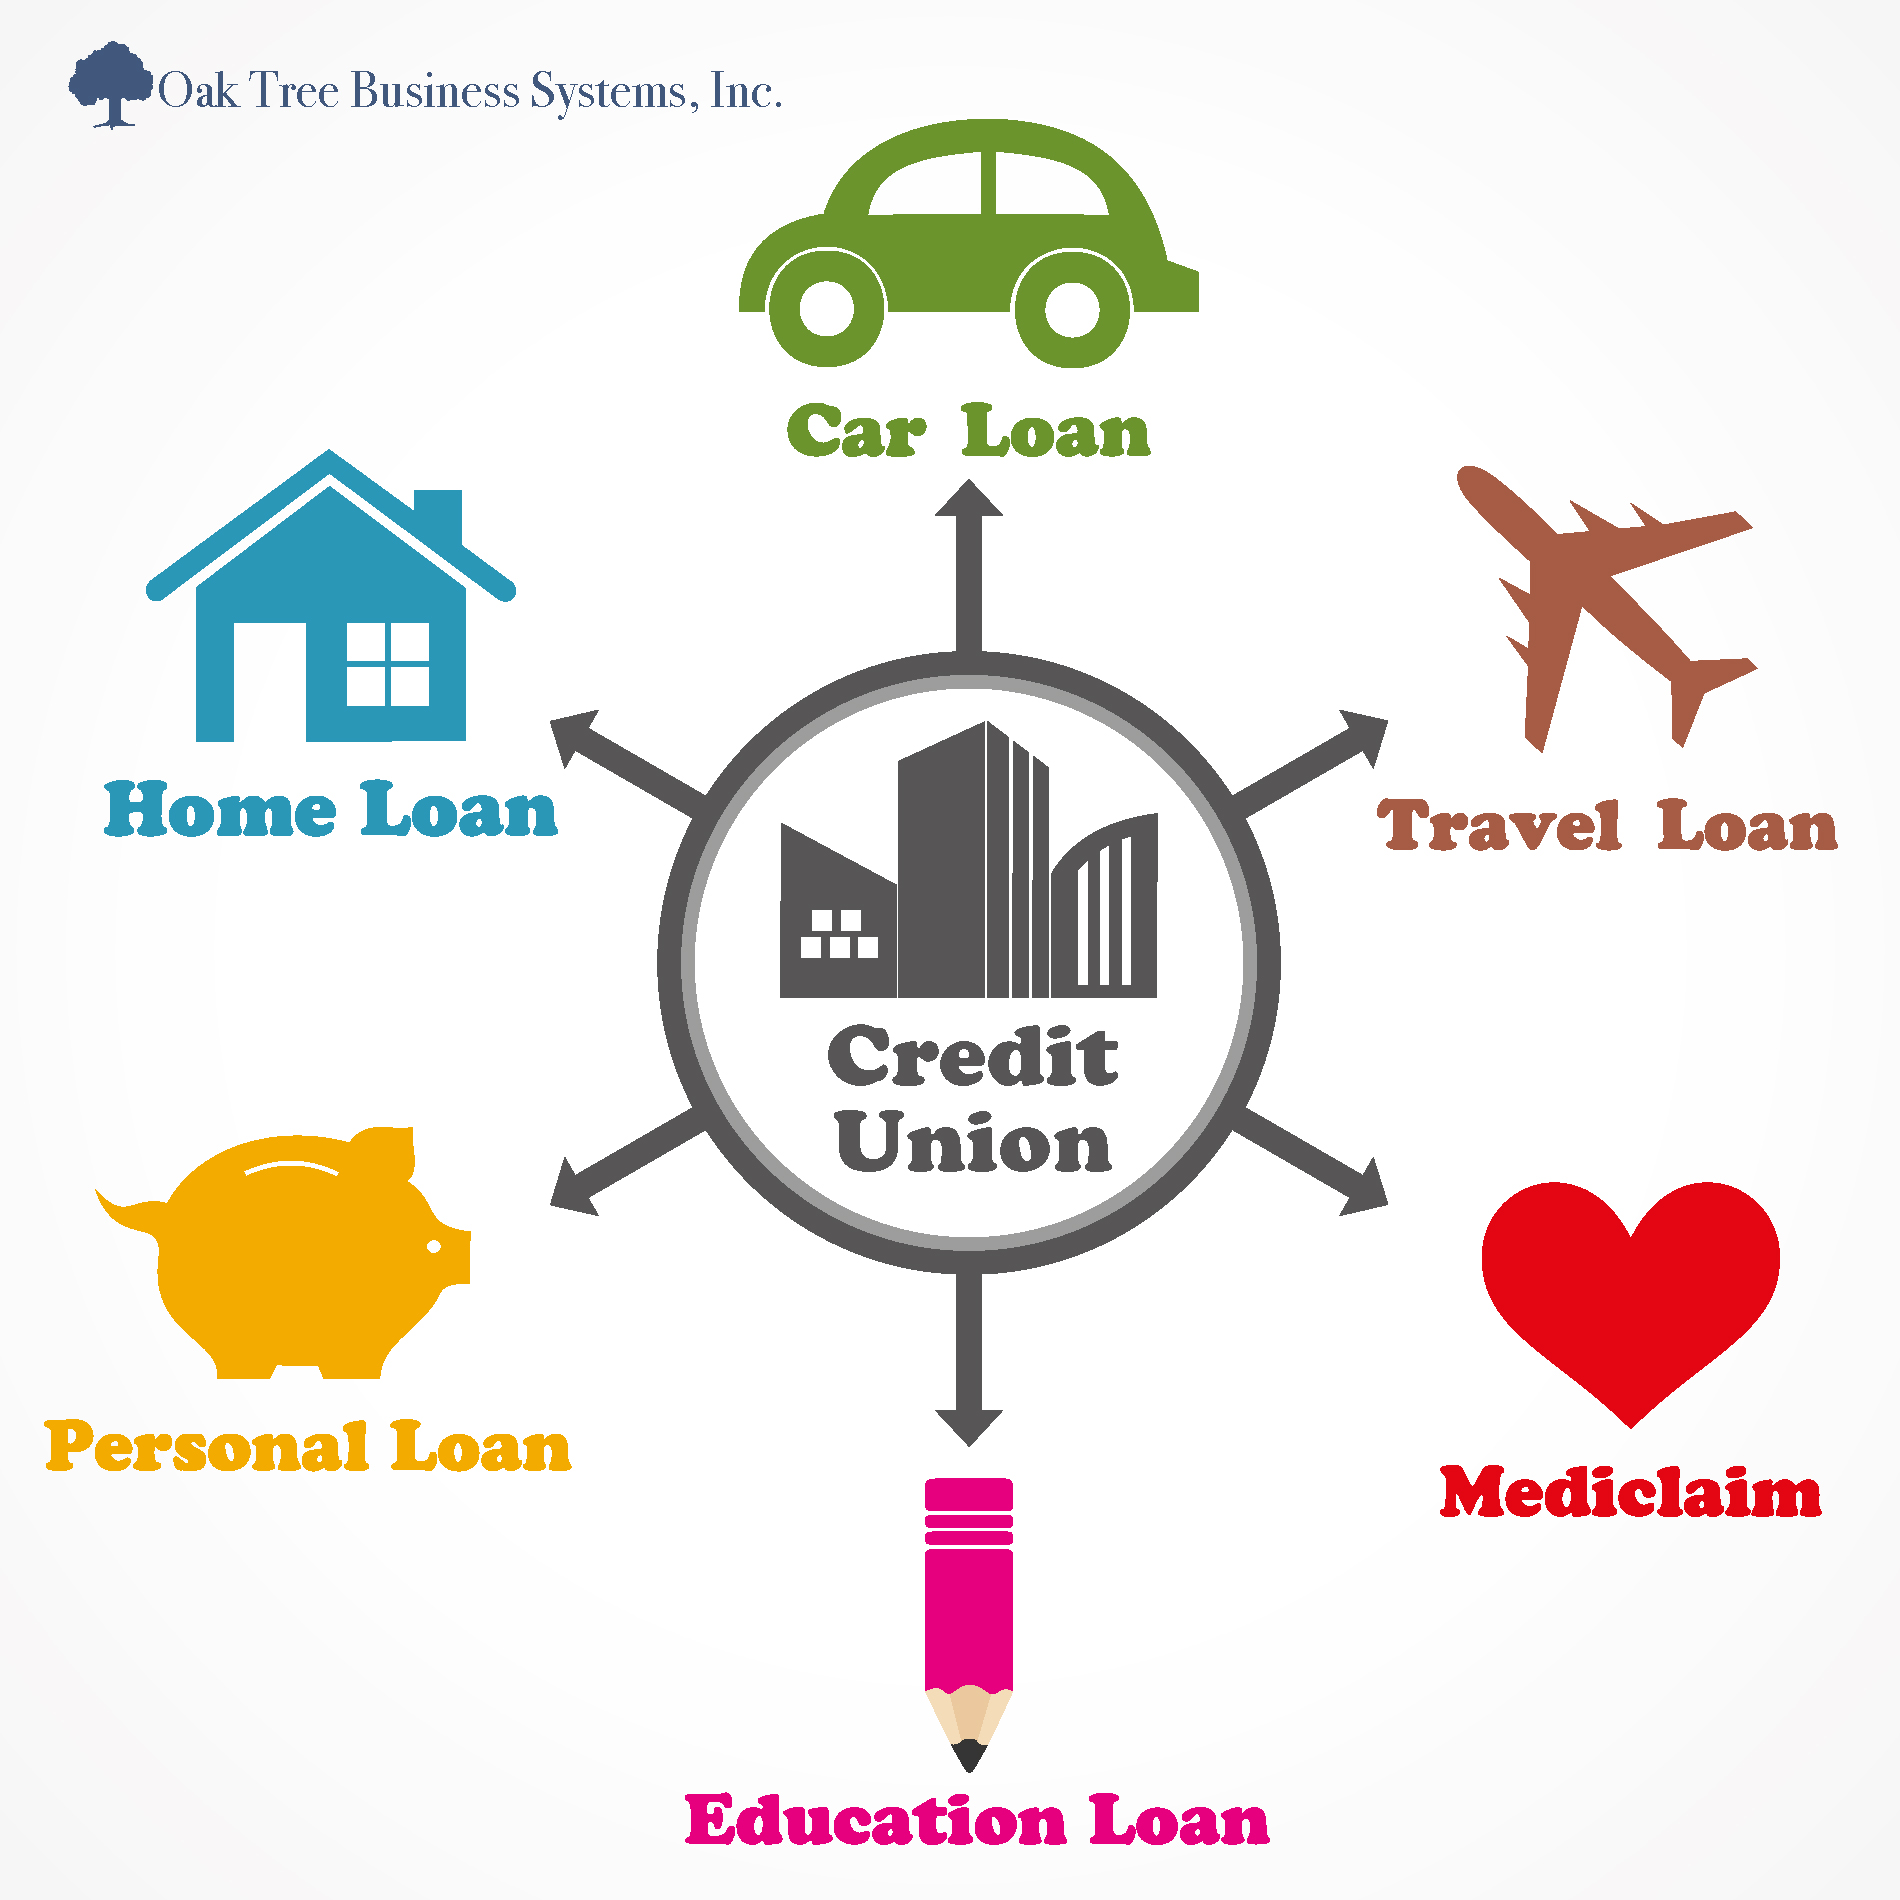 Oak Tree Business Systems, Inc.
Car Loan
Home Loan
Travel Loan
Credit
Union
Personal Loan
Mediclaim
Education Loan